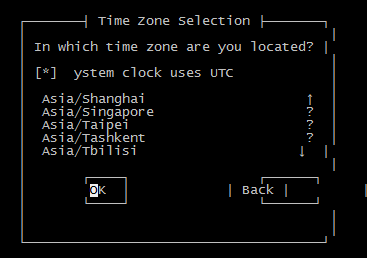 Time Zone Selection
In which time zone are you located?
[*] ystem clock uses UTC
Asia/Shanghai ↑
Asia/Singapore ?
Asia/Taipei ?
Asia/Tashkent ?
Asia/Tbilisi ↓
OK Back